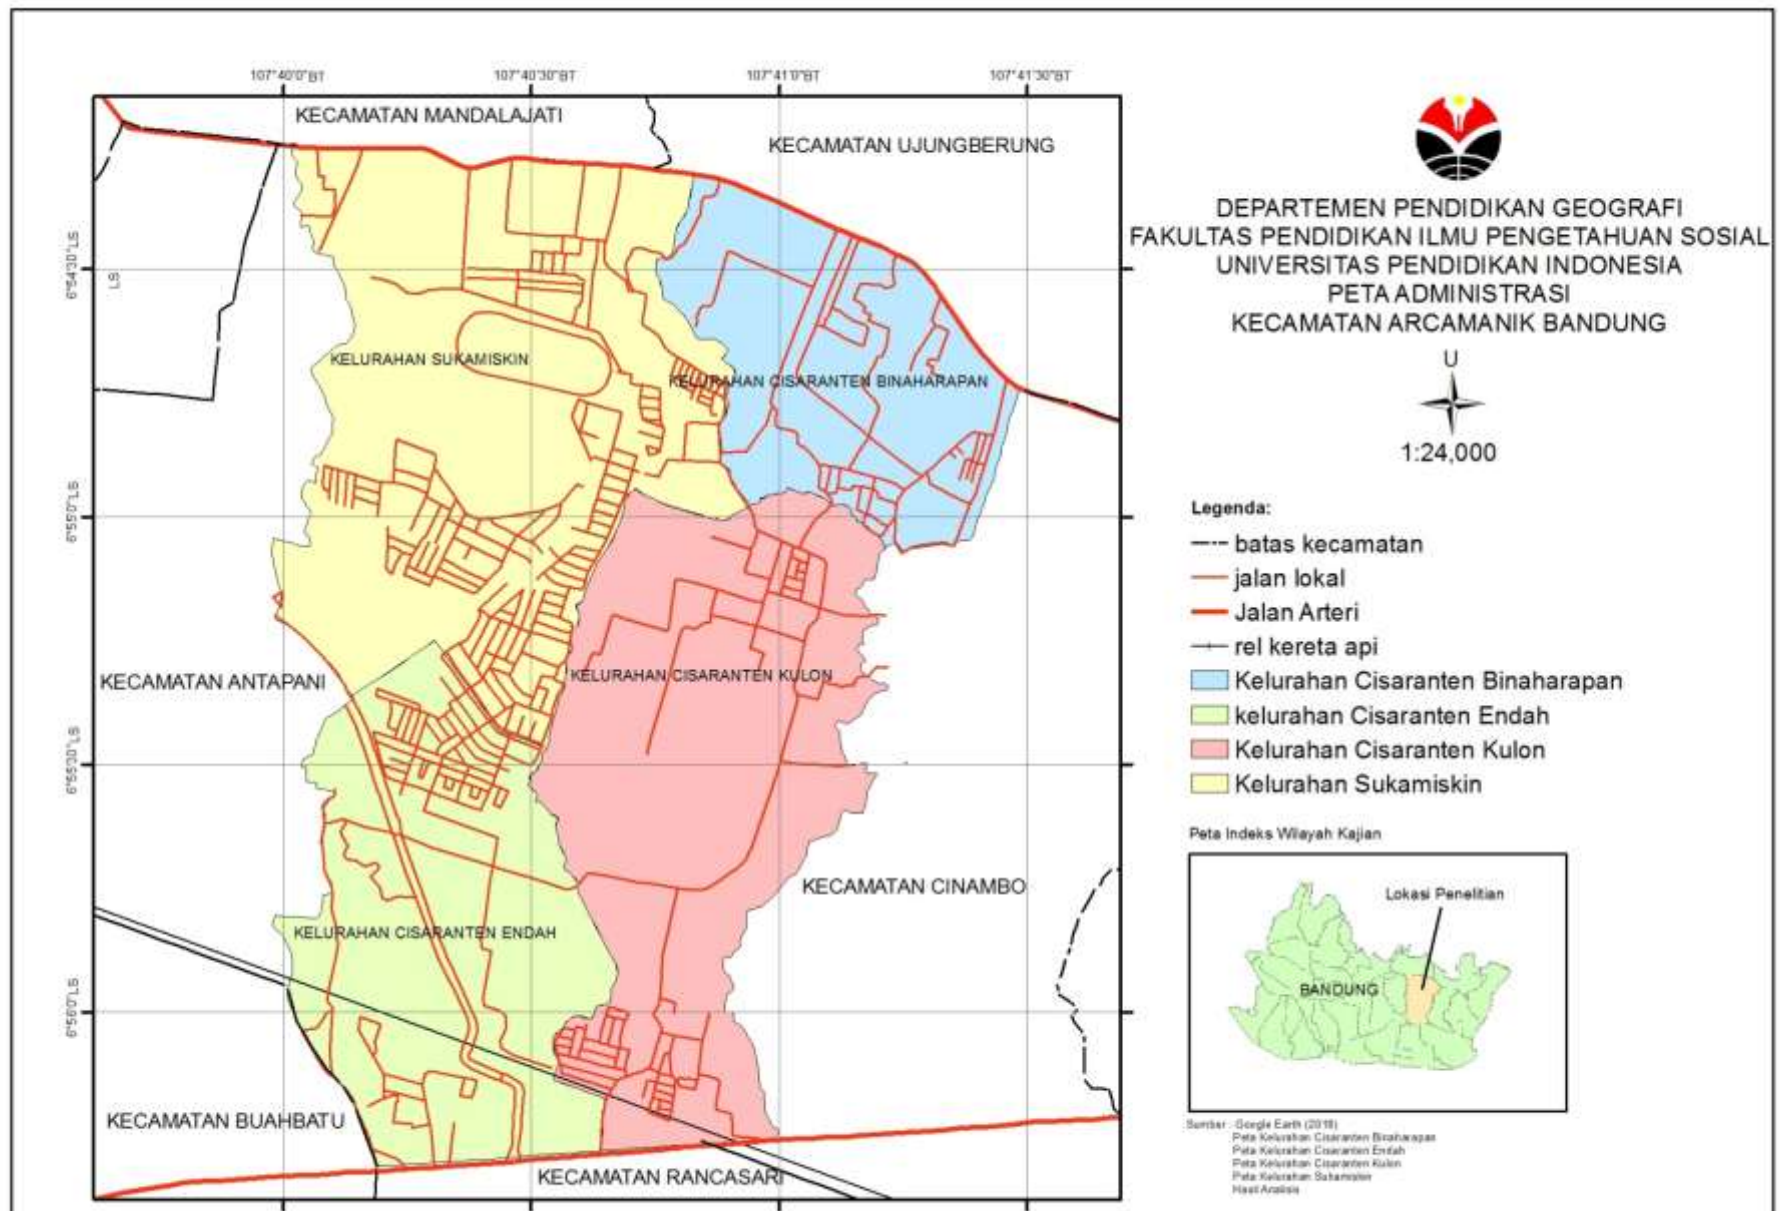 107°40'0"BT
107°40'30"BT
107°41'0"BT
107°41'30"BT
KECAMATAN MANDALAJATI
KECAMATAN UJUNGBERUNG
6°54'30"LS
LS
KELURAHAN SUKAMISKIN
KELURAHAN CISARANTEN BINAHARAPAN
6°55'0"LS
KECAMATAN ANTAPANI
KELURAHAN CISARANTEN KULON
6°55'30"LS
KECAMATAN CINAMBO
KELURAHAN CISARANTEN ENDAH
6°56'0"LS
KECAMATAN BUAHBATU
KECAMATAN RANCASARI
DEPARTEMEN PENDIDIKAN GEOGRAFI
FAKULTAS PENDIDIKAN ILMU PENGETAHUAN SOSIAL
UNIVERSITAS PENDIDIKAN INDONESIA
PETA ADMINISTRASI
KECAMATAN ARCAMANIK BANDUNG
U
1:24,000
Legenda:
batas kecamatan
jalan lokal
Jalan Arteri
rel kereta api
Kelurahan Cisaranten Binaharapan
kelurahan Cisaranten Endah
Kelurahan Cisaranten Kulon
Kelurahan Sukamiskin
Peta Indeks Wilayah Kajian
Lokasi Penelitian
BANDUNG
Sumber : Google Earth (2018)
Peta Kelurahan Cisaranten Binaharapan
Peta Kelurahan Cisaranten Endah
Peta Kelurahan Cisaranten Kulon
Peta Kelurahan Sukamiskin
Hasil Analisis